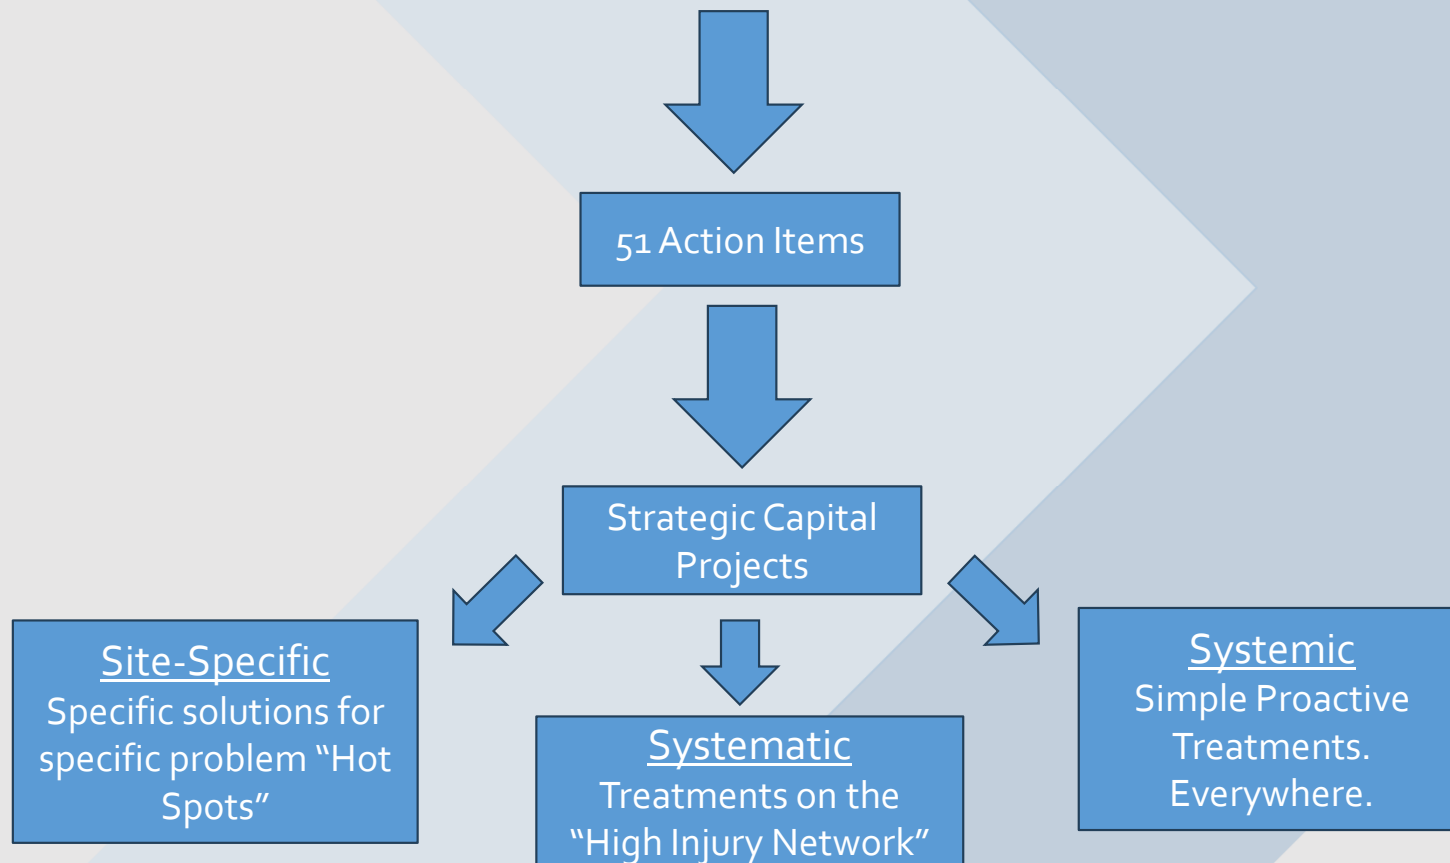 51 Action Items
Strategic Capital
Projects
Site-Specific
Specific solutions for
specific problem “Hot
Spots”
Systematic
Treatments on the
“High Injury Network”
Systemic
Simple Proactive
Treatments.
Everywhere.